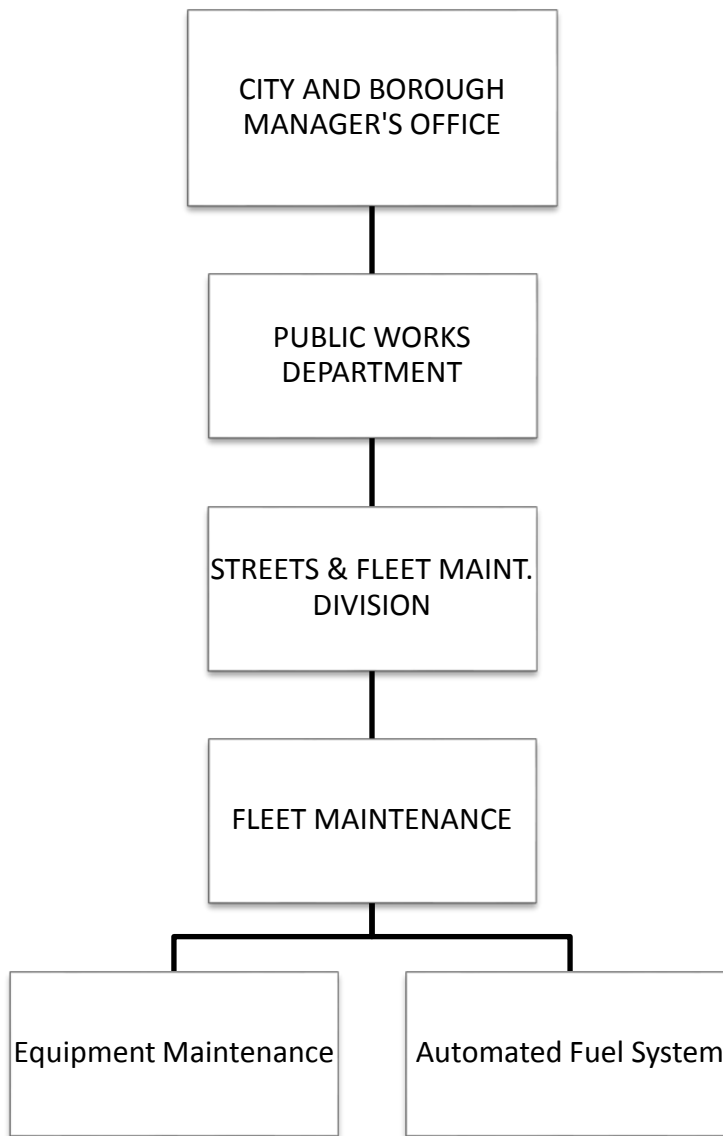 CITY AND BOROUGH
MANAGER'S OFFICE
PUBLIC WORKS
DEPARTMENT
STREETS & FLEET MAINT.
DIVISION
FLEET MAINTENANCE
Equipment Maintenance
Automated Fuel System